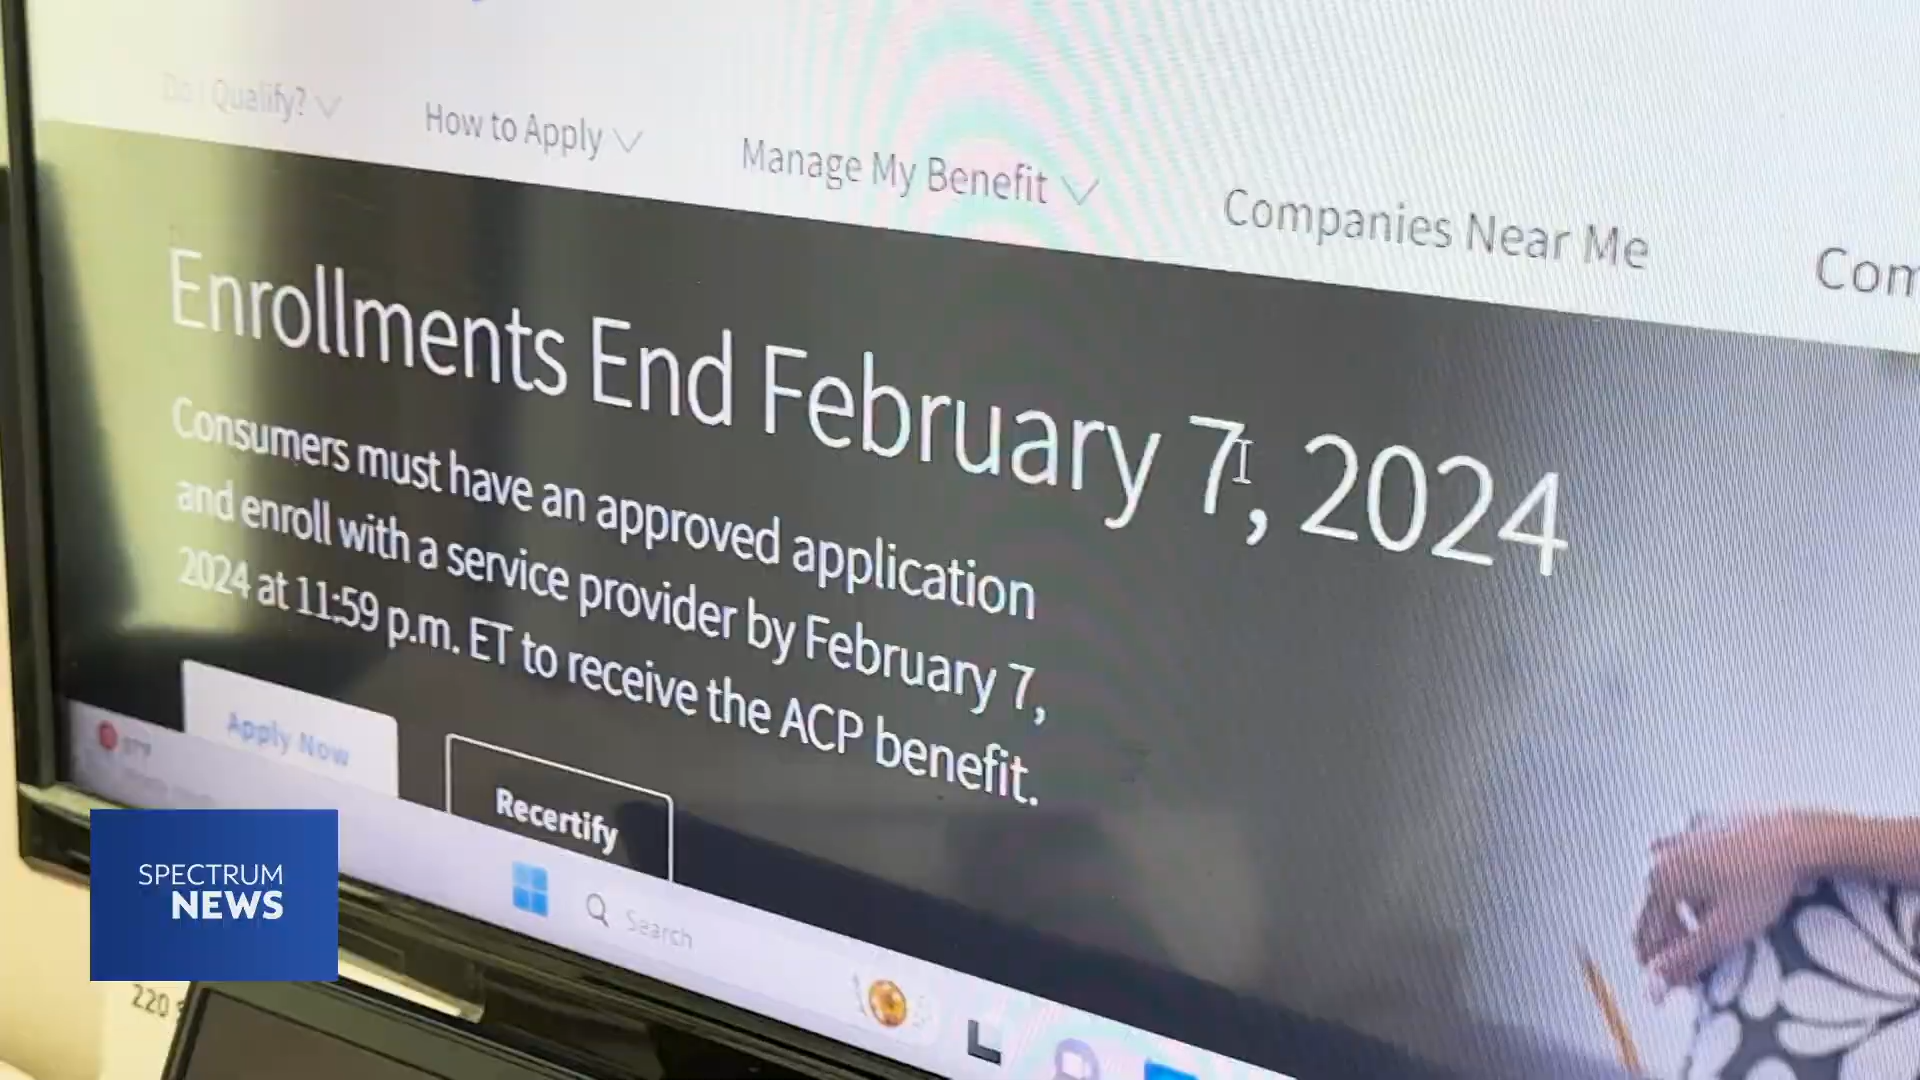 Do I Qualify?
How to Apply
Manage My Benefit
Companies Near Me
Com
Enrollments End February 7, 2024
Consumers must have an approved application
and enroll with a service provider by February 7,
2024 at 11:59 p.m. ET to receive the ACP benefit.
Apply Now
Recertify
Search
SPECTRUM
NEWS
220